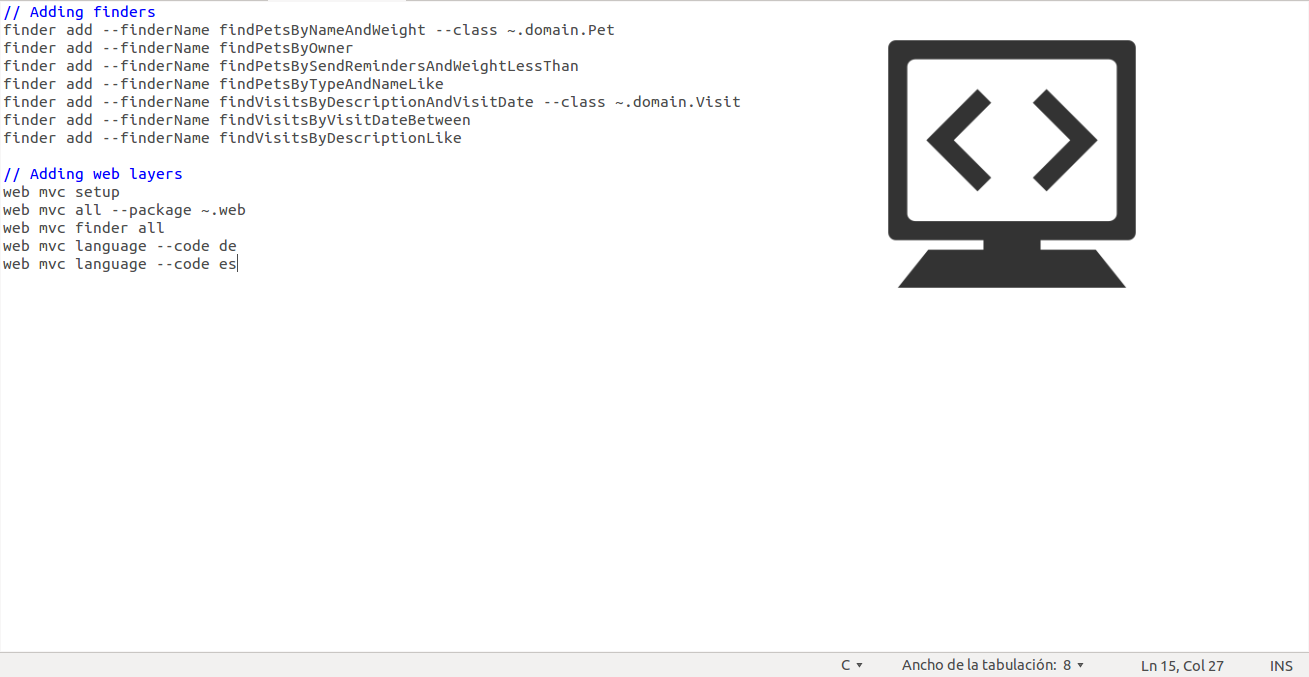 // Adding finders
finder add --finderName findPetsByNameAndWeight --class ~.domain.Pet
finder add --finderName findPetsByOwner
finder add --finderName findPetsBySendRemindersAndWeightLessThan
finder add --finderName findPetsByTypeAndNameLike
finder add --finderName findVisitsByDescriptionAndVisitDate --class ~.domain.Visit
finder add --finderName findVisitsByVisitDateBetween
finder add --finderName findVisitsByDescriptionLike

// Adding web layers
web mvc setup
web mvc all --package ~.web
web mvc finder all
web mvc language --code de
web mvc language --code es
C Ancho de la tabulación: 8 Ln 15, Col 27 INS